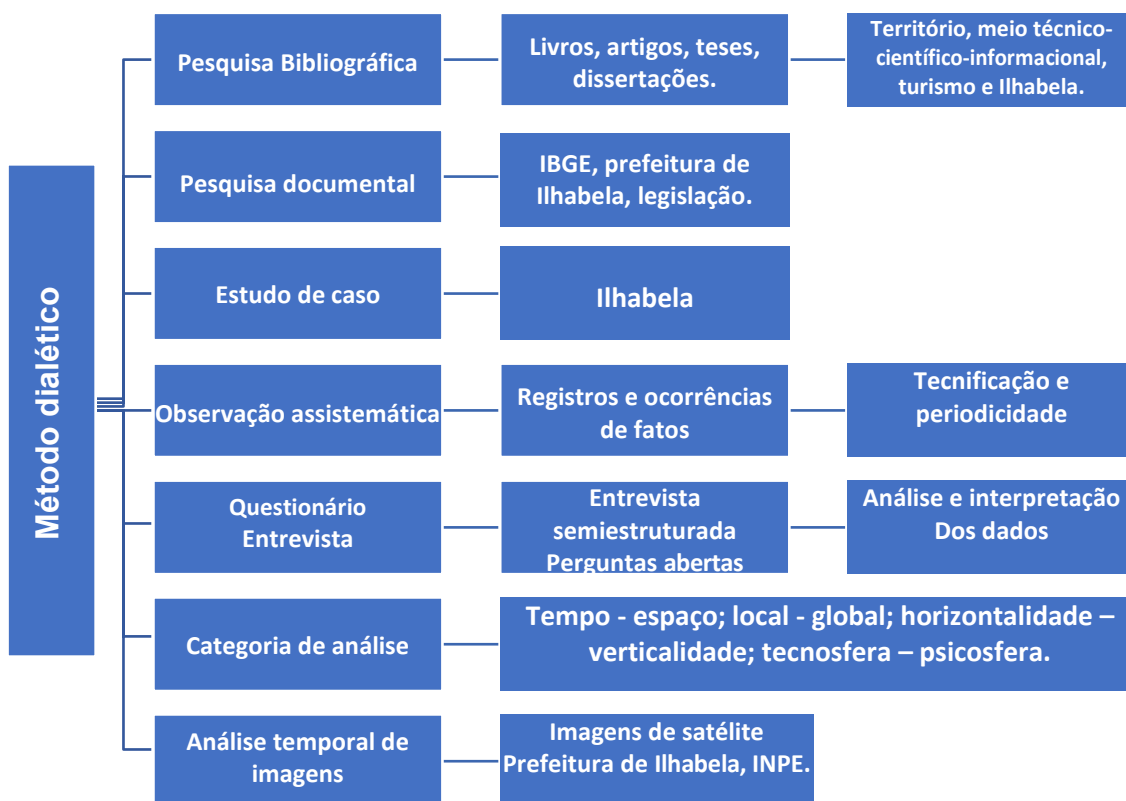 Método dialético
Pesquisa Bibliográfica
Livros, artigos, teses,
dissertações.
Território, meio técnico-
científico-informacional,
turismo e Ilhabela.
Pesquisa documental
IBGE, prefeitura de
Ilhabela, legislação.
Estudo de caso
Ilhabela
Observação assistemática
Registros e ocorrências
de fatos
Tecnificação e
periodicidade
Questionário
Entrevista
Entrevista
semiestruturada
Perguntas abertas
Análise e interpretação
Dos dados
Categoria de análise
Tempo - espaço; local - global; horizontalidade –
verticalidade; tecnosfera – psicosfera.
Análise temporal de
imagens
Imagens de satélite
Prefeitura de Ilhabela, INPE.